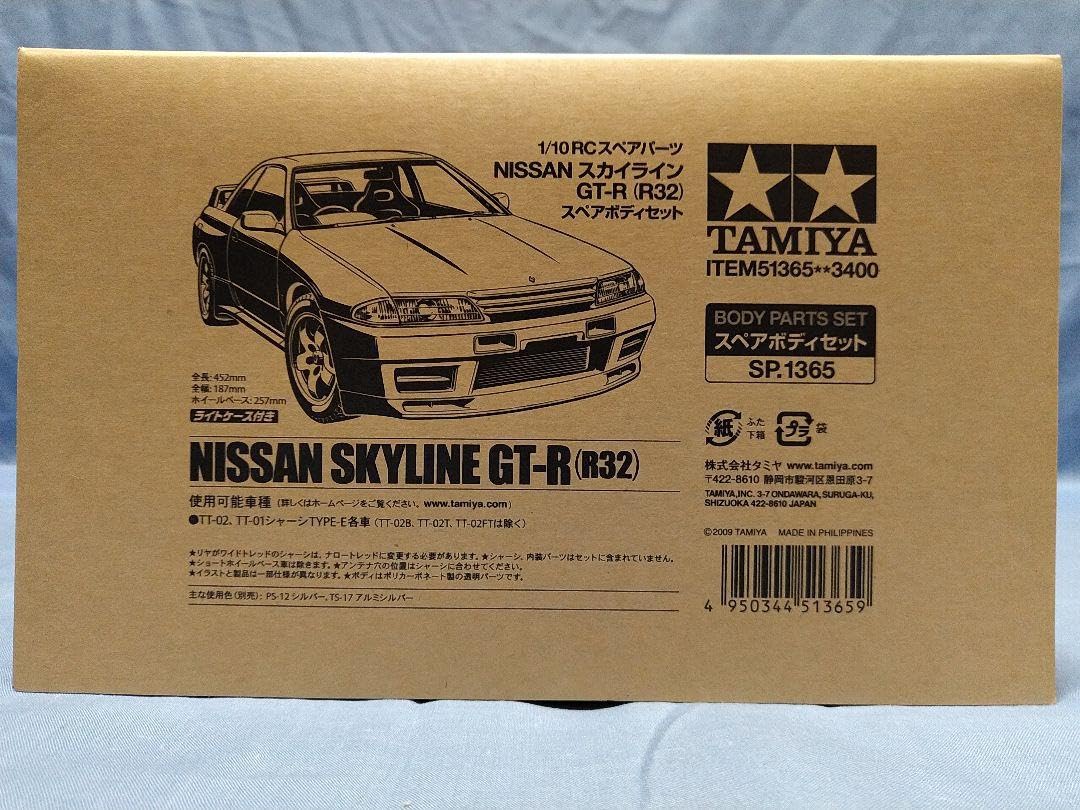 1/10 RCスペアパーツ
NISSAN スカイライン
GT-R (R32)
スペアボディセット
TAMIYA
ITEM51365**3400
BODY PARTS SET
スペアボディセット
SP.1365
全長: 452mm
全幅: 187mm
ホイールベース: 257mm
ライトケース付き
NISSAN SKYLINE GT-R (R32)
使用可能車種 (詳しくはホームページをご覧ください。www.tamiya.com)
●TT-02、TT-01シャーシTYPE-E各車 (TT-02B、TT-02T、TT-02FTは除く)
★リヤがワイドトレッドのシャーシは、ナロートレッドに変更する必要があります。★シャーシ、内装パーツはセットに含まれていません。
★ショートホイールベース車は除きます。★アンテナ穴の位置はシャーシに合わせてください。
★イラストと製品は一部仕様が異なります。★ボディはポリカーボネート製の透明パーツです。
主な使用色(別売): PS-12 シルバー、TS-17 アルミシルバー
紙 ふた 下箱 プラ 袋
株式会社タミヤ www.tamiya.com
〒422-8610 静岡市駿河区恩田原3-7
TAMIYA, INC. 3-7 ONDAWARA, SURUGA-KU,
SHIZUOKA 422-8610 JAPAN
©2009 TAMIYA MADE IN PHILIPPINES
4 950344 513659